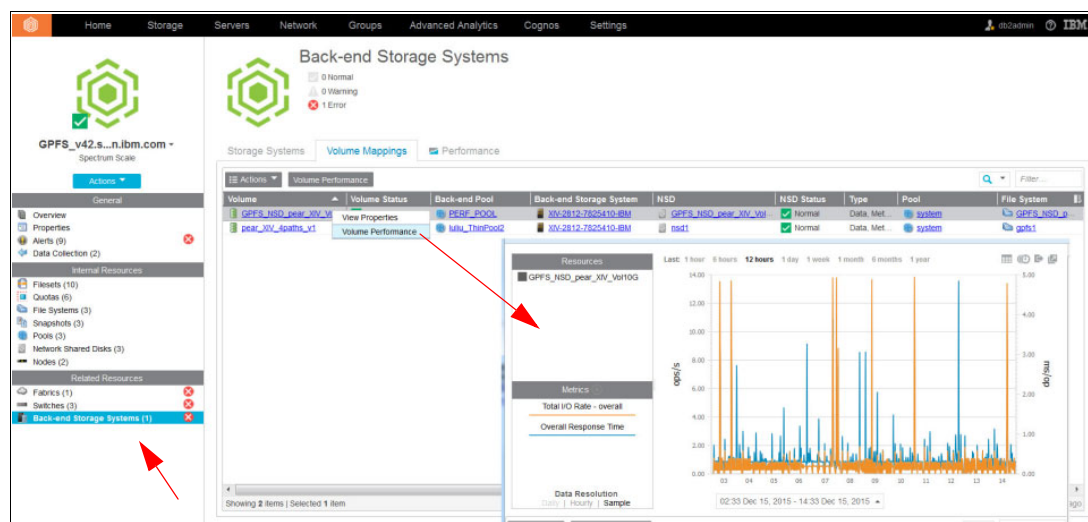 Home Storage Servers Network Groups Advanced Analytics Cognos Settings db2admin IBM
GPFS_v42.s...n.ibm.com
Spectrum Scale
Actions
General
Overview
Properties
Alerts (9)
Data Collection (2)
Internal Resources
Filesets (10)
Quotas (6)
File Systems (3)
Snapshots (3)
Pools (3)
Network Shared Disks (3)
Nodes (2)
Related Resources
Fabrics (1)
Switches (3)
Back-end Storage Systems (1)
Back-end Storage Systems
0 Normal
0 Warning
1 Error
Storage Systems Volume Mappings Performance
Actions Volume Performance Filter...
Volume Volume Status Back-end Pool Back-end Storage System NSD NSD Status Type Pool File System
GPFS_NSD_pear_XIV_Vo PERF_POOL XIV-2812-7825410-IBM GPFS_NSD_pear_XIV_Vol... Normal Data, Met... system GPFS_NSD_p...
pear_XIV_4paths_v1 Iuliu_ThinPool2 XIV-2812-7825410-IBM nsd1 Normal Data, Met... system gpfs1
View Properties
Volume Performance
Resources
GPFS_NSD_pear_XIV_Vol10G
Metrics
Total I/O Rate - overall
Overall Response Time
Data Resolution
Daily | Hourly | Sample
Last: 1 hour 6 hours 12 hours 1 day 1 week 1 month 6 months 1 year
14.00 5.00
12.00
4.00
10.00
8.00
3.00
6.00
2.00
4.00
1.00
2.00
0.00 0.00
ops/s
ms/op
03 04 05 06 07 08 09 10 11 12 13 14
02:33 Dec 15, 2015 - 14:33 Dec 15, 2015
Showing 2 items | Selected 1 item
ago